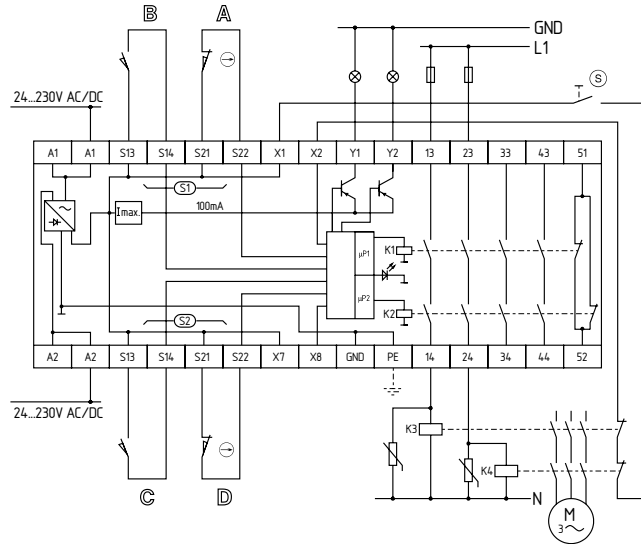 B A
GND
L1
S
24...230V AC/DC
A1 A1 S13 S14 S21 S22 X1 X2 Y1 Y2 13 23 33 43 51
S1
Imax. 100mA
µP1 K1
µP2 K2
S2
A2 A2 S13 S14 S21 S22 X7 X8 GND PE 14 24 34 44 52
24...230V AC/DC
K3
K4
C D
N
M
3